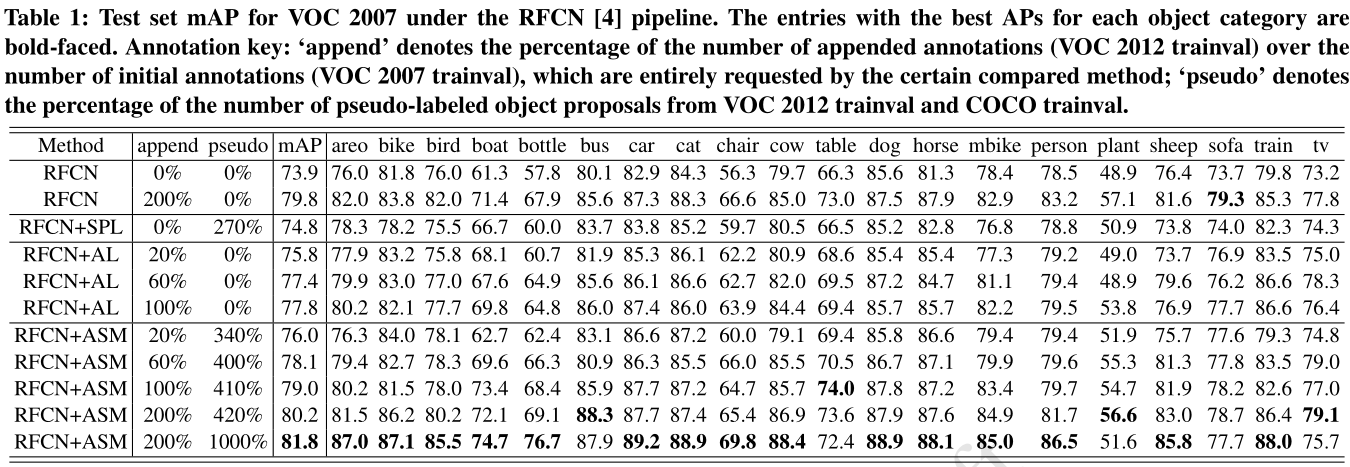 Table 1: Test set mAP for VOC 2007 under the RFCN [4] pipeline. The entries with the best APs for each object category are
bold-faced. Annotation key: ‘append’ denotes the percentage of the number of appended annotations (VOC 2012 trainval) over the
number of initial annotations (VOC 2007 trainval), which are entirely requested by the certain compared method; ‘pseudo’ denotes
the percentage of the number of pseudo-labeled object proposals from VOC 2012 trainval and COCO trainval.
Method append pseudo mAP areo bike bird boat bottle bus car cat chair cow table dog horse mbike person plant sheep sofa train tv
RFCN 0% 0% 73.9 76.0 81.8 76.0 61.3 57.8 80.1 82.9 84.3 56.3 79.7 66.3 85.6 81.3 78.4 78.5 48.9 76.4 73.7 79.8 73.2
RFCN 200% 0% 79.8 82.0 83.8 82.0 71.4 67.9 85.6 87.3 88.3 66.6 85.0 73.0 87.5 87.9 82.9 83.2 57.1 81.6 79.3 85.3 77.8
RFCN+SPL 0% 270% 74.8 78.3 78.2 75.5 66.7 60.0 83.7 83.8 85.2 59.7 80.5 66.5 85.2 82.8 76.8 78.8 50.9 73.8 74.0 82.3 74.3
RFCN+AL 20% 0% 75.8 77.9 83.2 75.8 68.1 60.7 81.9 85.3 86.1 62.2 80.9 68.6 85.4 85.4 77.3 79.2 49.0 73.7 76.9 83.5 75.0
RFCN+AL 60% 0% 77.4 79.9 83.0 77.0 67.6 64.9 85.6 86.1 86.6 62.7 82.0 69.5 87.2 84.7 81.1 79.4 48.9 79.6 76.2 86.6 78.3
RFCN+AL 100% 0% 77.8 80.2 82.1 77.7 69.8 64.8 86.0 87.4 86.0 63.9 84.4 69.4 85.7 85.7 82.2 79.5 53.8 76.9 77.7 86.6 76.4
RFCN+ASM 20% 340% 76.0 76.3 84.0 78.1 62.7 62.4 83.1 86.6 87.2 60.0 79.1 69.4 85.8 86.6 79.4 79.4 51.9 75.7 77.6 79.3 74.8
RFCN+ASM 60% 400% 78.1 79.4 82.7 78.3 69.6 66.3 80.9 86.3 85.5 66.0 85.5 70.5 86.7 87.1 79.9 79.6 55.3 81.3 77.8 83.5 79.0
RFCN+ASM 100% 410% 79.0 80.2 81.5 78.0 73.4 68.4 85.9 87.7 87.2 64.7 85.7 74.0 87.8 87.2 83.4 79.7 54.7 81.9 78.2 82.6 77.0
RFCN+ASM 200% 420% 80.2 81.5 86.2 80.2 72.1 69.1 88.3 87.7 87.4 65.4 86.9 73.6 87.9 87.6 84.9 81.7 56.6 83.0 78.7 86.4 79.1
RFCN+ASM 200% 1000% 81.8 87.0 87.1 85.5 74.7 76.7 87.9 89.2 88.9 69.8 88.4 72.4 88.9 88.1 85.0 86.5 51.6 85.8 77.7 88.0 75.7